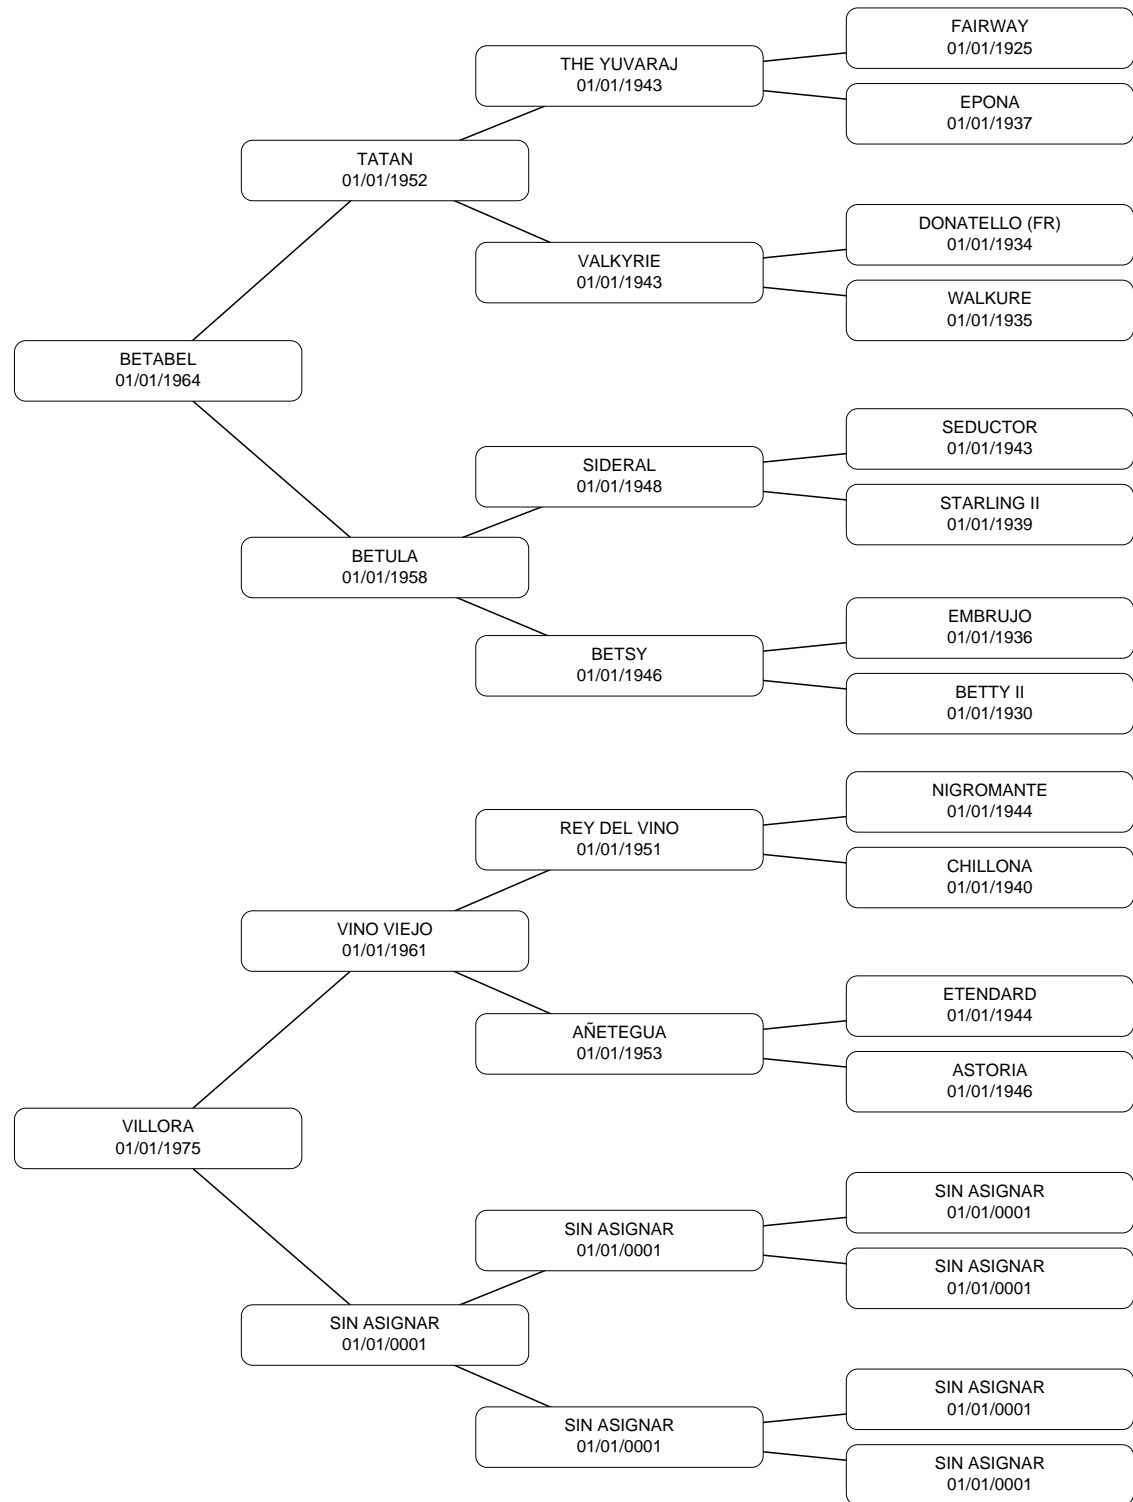 FAIRWAY
01/01/1925
THE YUVARAJ
01/01/1943
EPONA
01/01/1937
TATAN
01/01/1952
DONATELLO (FR)
01/01/1934
VALKYRIE
01/01/1943
WALKURE
01/01/1935
BETABEL
01/01/1964
SEDUCTOR
01/01/1943
SIDERAL
01/01/1948
STARLING II
01/01/1939
BETULA
01/01/1958
EMBRUJO
01/01/1936
BETSY
01/01/1946
BETTY II
01/01/1930
NIGROMANTE
01/01/1944
REY DEL VINO
01/01/1951
CHILLONA
01/01/1940
VINO VIEJO
01/01/1961
ETENDARD
01/01/1944
AÑETEGUA
01/01/1953
ASTORIA
01/01/1946
VILLORA
01/01/1975
SIN ASIGNAR
01/01/0001
SIN ASIGNAR
01/01/0001
SIN ASIGNAR
01/01/0001
SIN ASIGNAR
01/01/0001
SIN ASIGNAR
01/01/0001
SIN ASIGNAR
01/01/0001
SIN ASIGNAR
01/01/0001